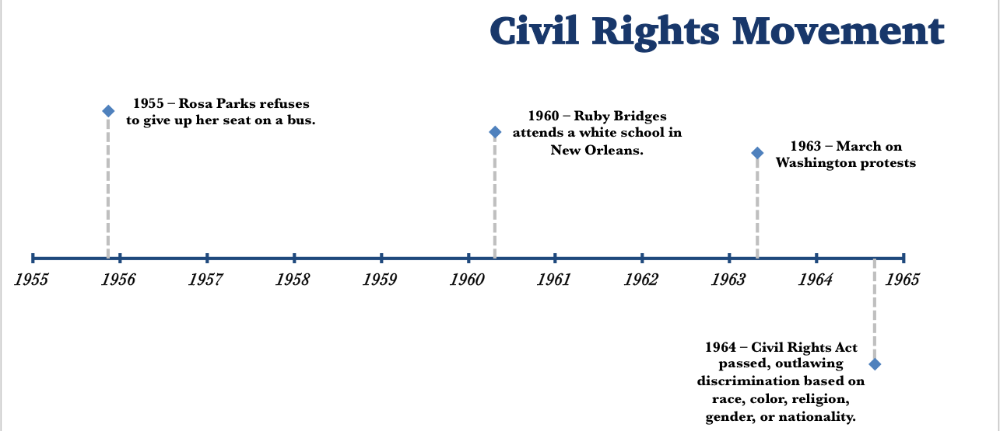 Civil Rights Movement
1955 – Rosa Parks refuses
to give up her seat on a bus.
1960 – Ruby Bridges
attends a white school in
New Orleans.
1963 – March on
Washington protests
1955 1956 1957 1958 1959 1960 1961 1962 1963 1964 1965
1964 – Civil Rights Act
passed, outlawing
discrimination based on
race, color, religion,
gender, or nationality.